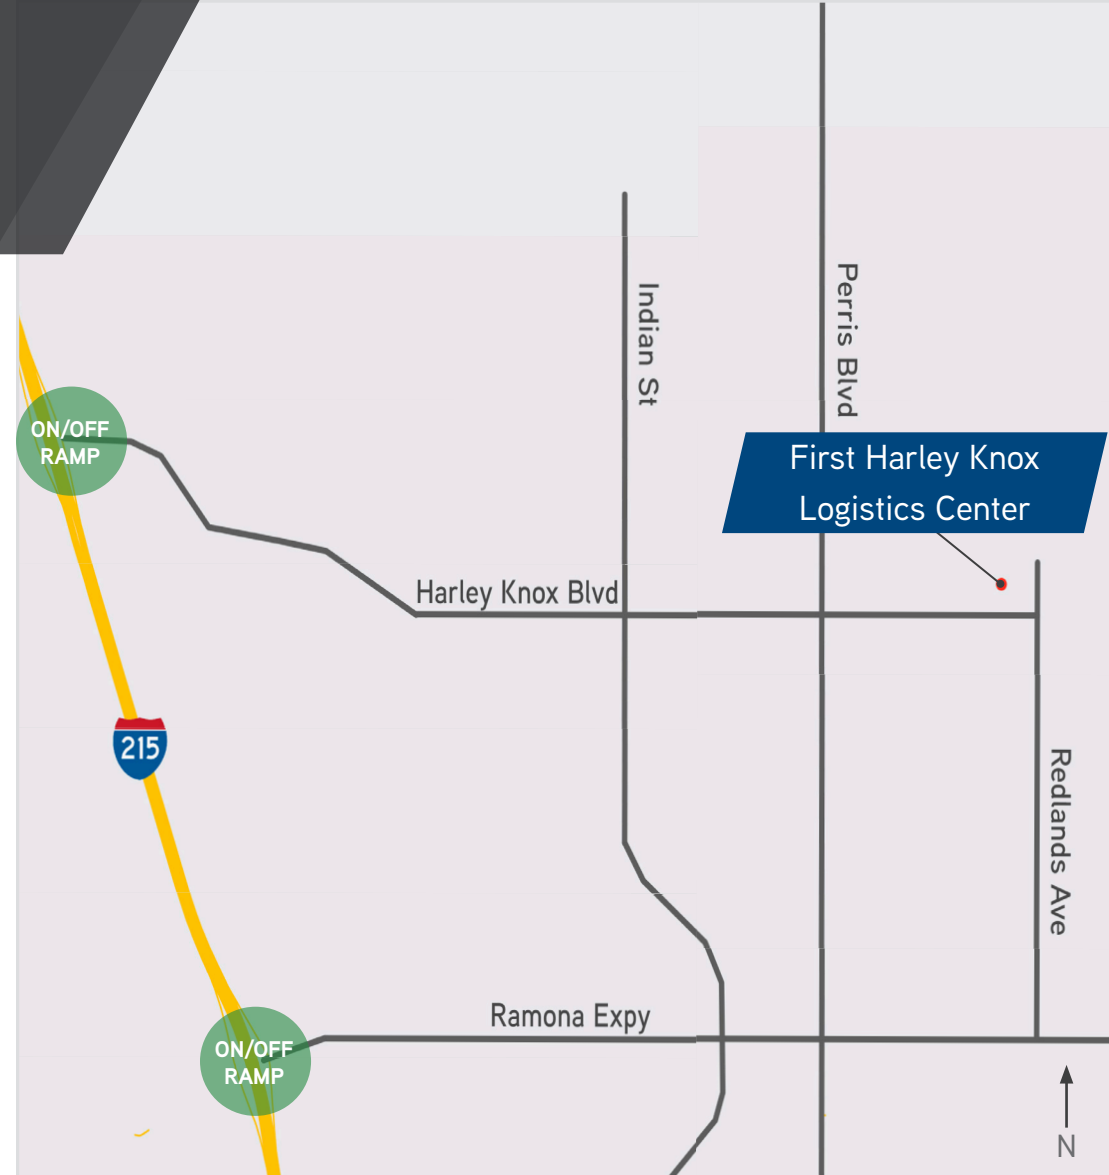 Indian St
Perris Blvd
ON/OFF
RAMP
First Harley Knox
Logistics Center
Harley Knox Blvd
215
Redlands Ave
Ramona Expy
ON/OFF
RAMP
N